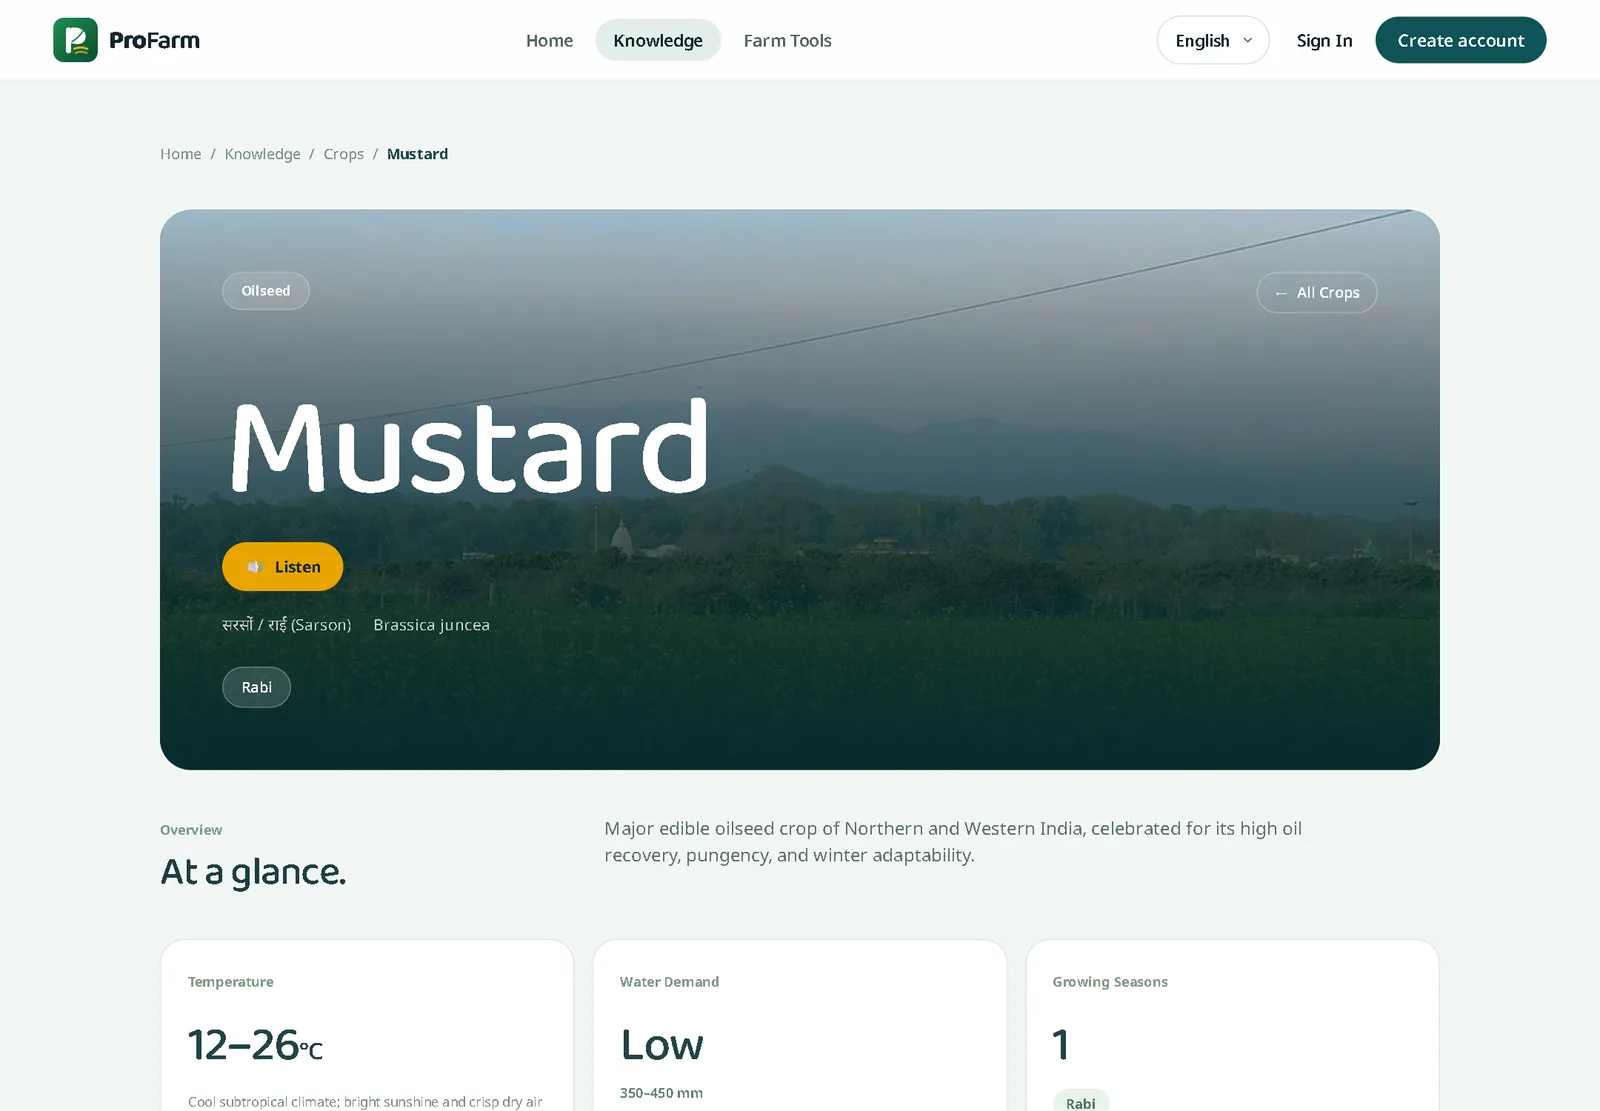 ProFarm
Home
Knowledge
Farm Tools
English
Sign In
Create account
Home / Knowledge / Crops / Mustard
Oilseed
← All Crops
Mustard
Listen
सरसों / राई (Sarson) Brassica juncea
Rabi
Overview
At a glance.
Major edible oilseed crop of Northern and Western India, celebrated for its high oil
recovery, pungency, and winter adaptability.
Temperature
12–26°C
Cool subtropical climate; bright sunshine and crisp dry air
Water Demand
Low
350–450 mm
Growing Seasons
1
Rabi